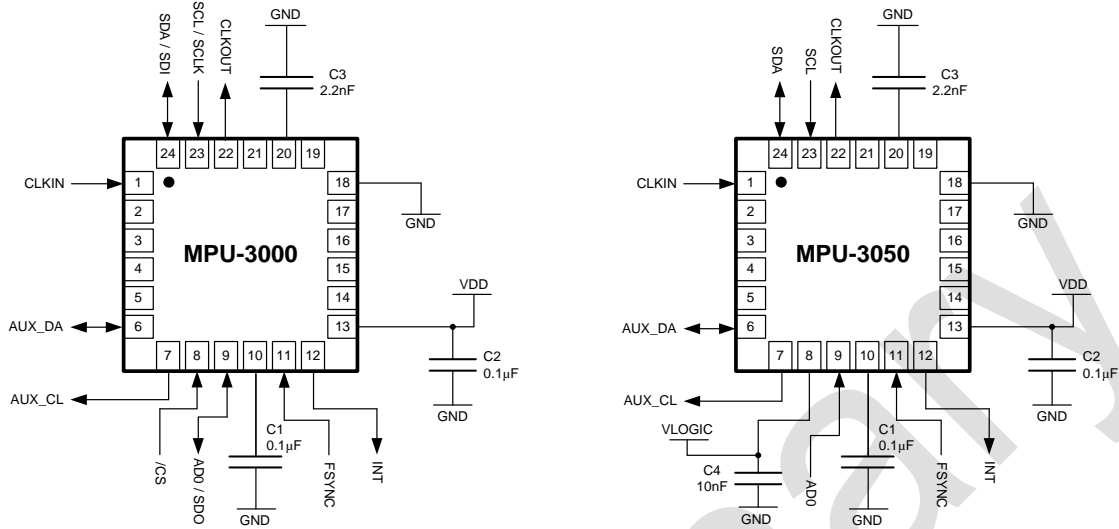 GND
SDA / SDI
SCL / SCLK
CLKOUT
C3
2.2nF
24 23 22 21 20 19
CLKIN
1
2
3
4
5
6
18
17
16
15
14
13
MPU-3000
GND
VDD
AUX_DA
C2
0.1µF
GND
7 8 9 10 11 12
AUX_CL
/CS
AD0 / SDO
C1
0.1µF
GND
FSYNC
INT
GND
SDA
SCL
CLKOUT
C3
2.2nF
24 23 22 21 20 19
CLKIN
1
2
3
4
5
6
18
17
16
15
14
13
MPU-3050
GND
VDD
AUX_DA
C2
0.1µF
GND
7 8 9 10 11 12
AUX_CL
VLOGIC
C4
10nF
GND
AD0
C1
0.1µF
GND
FSYNC
INT